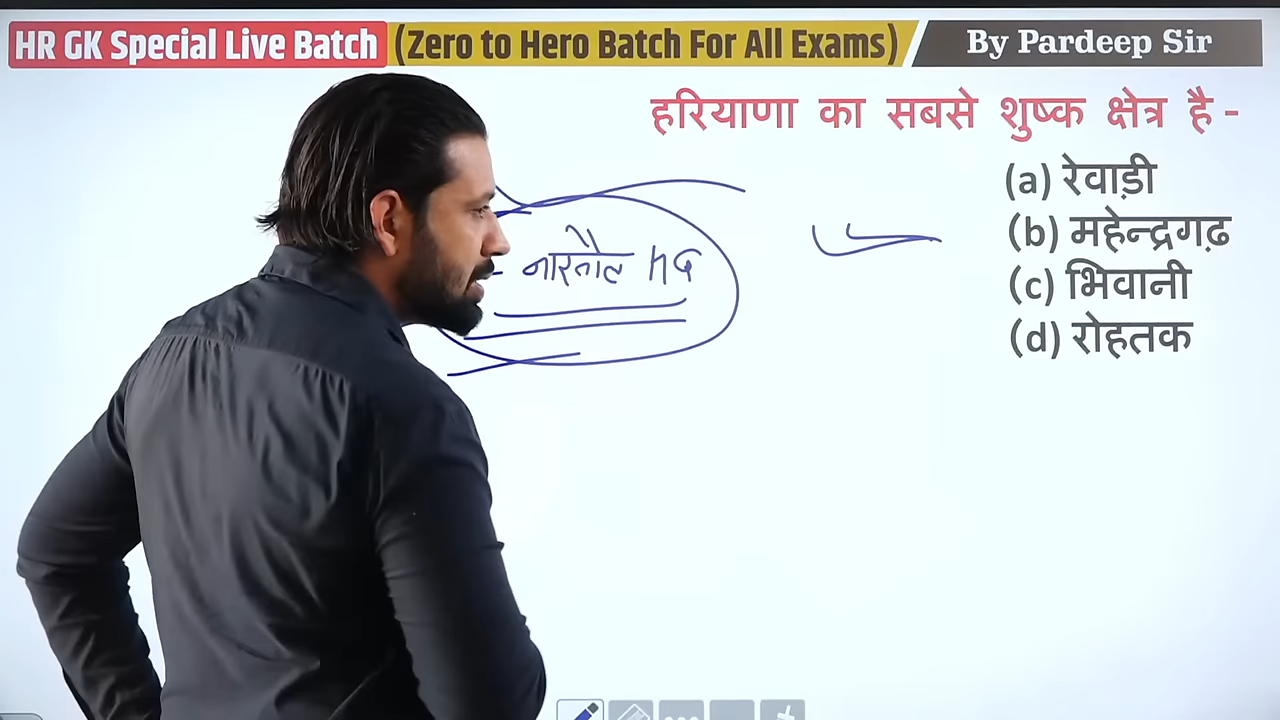 HR GK Special Live Batch (Zero to Hero Batch For All Exams) By Pardeep Sir
हरियाणा का सबसे शुष्क क्षेत्र है -
(a) रेवाड़ी
(b) महेन्द्रगढ़
(c) भिवानी
(d) रोहतक
नारनौल